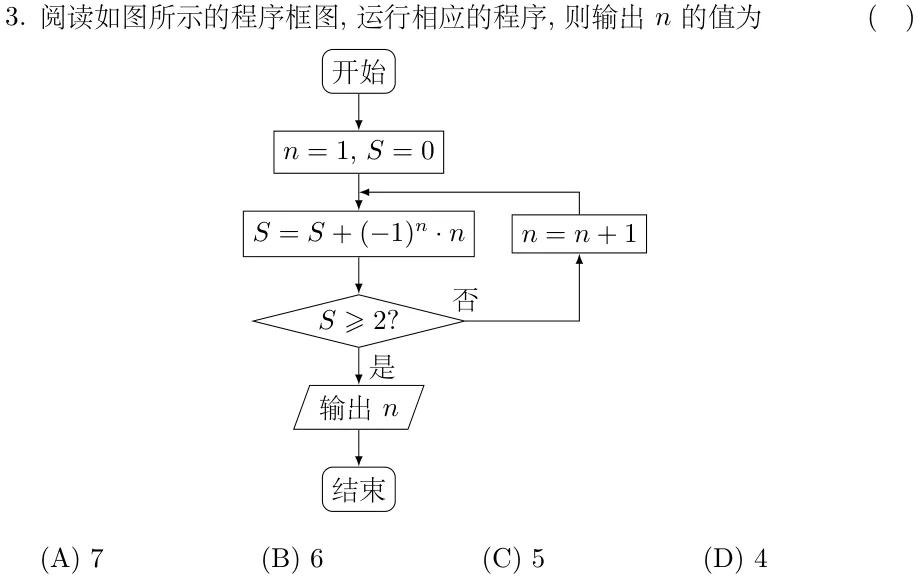 3. 阅读如图所示的程序框图, 运行相应的程序, 则输出 n 的值为 ( )
开始
n = 1, S = 0
S = S + (−1)ⁿ · n
n = n + 1
否
S ⩾ 2?
是
输出 n
结束
(A) 7 (B) 6 (C) 5 (D) 4